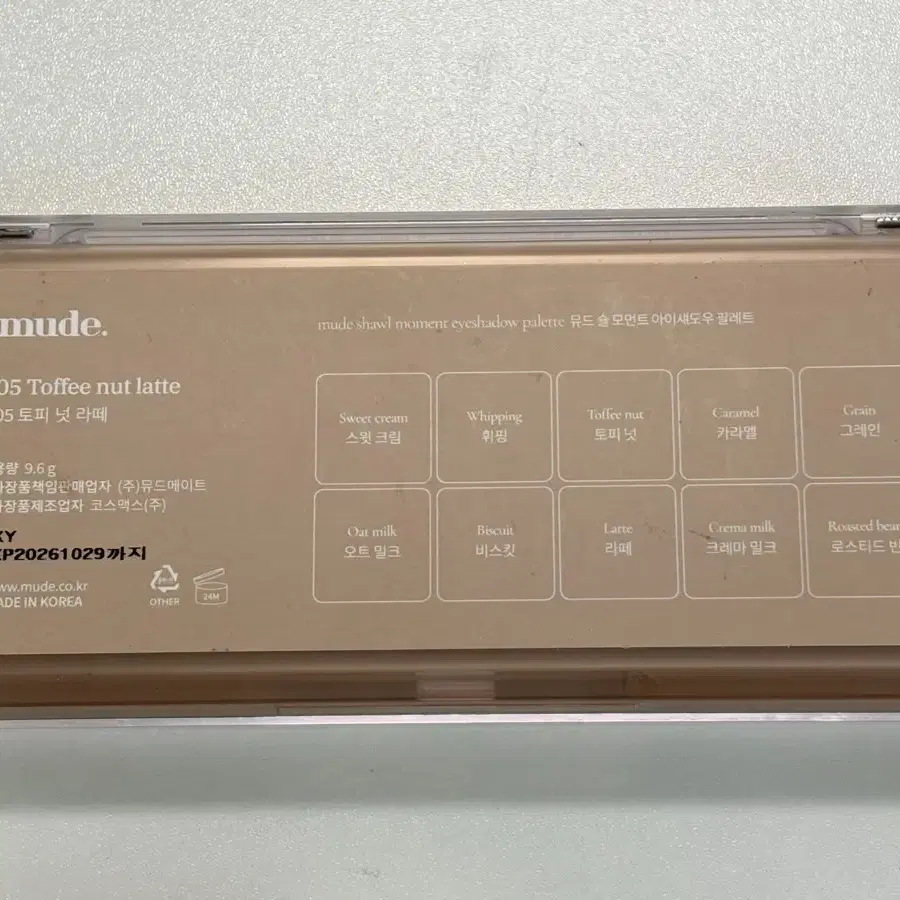 mude.
mude shawl moment eyeshadow palette 뮤드 숄 모먼트 아이섀도우 팔레트
05 Toffee nut latte
05 토피 넛 라떼
용량 9.6 g
화장품책임판매업자 (주)뮤드메이트
화장품제조업자 코스맥스(주)
XY
EXP20261029까지
www.mude.co.kr
MADE IN KOREA
OTHER
24M
Sweet cream
스윗 크림
Whipping
휘핑
Toffee nut
토피 넛
Caramel
카라멜
Grain
그레인
Oat milk
오트 밀크
Biscuit
비스킷
Latte
라떼
Crema milk
크레마 밀크
Roasted bean
로스티드 빈